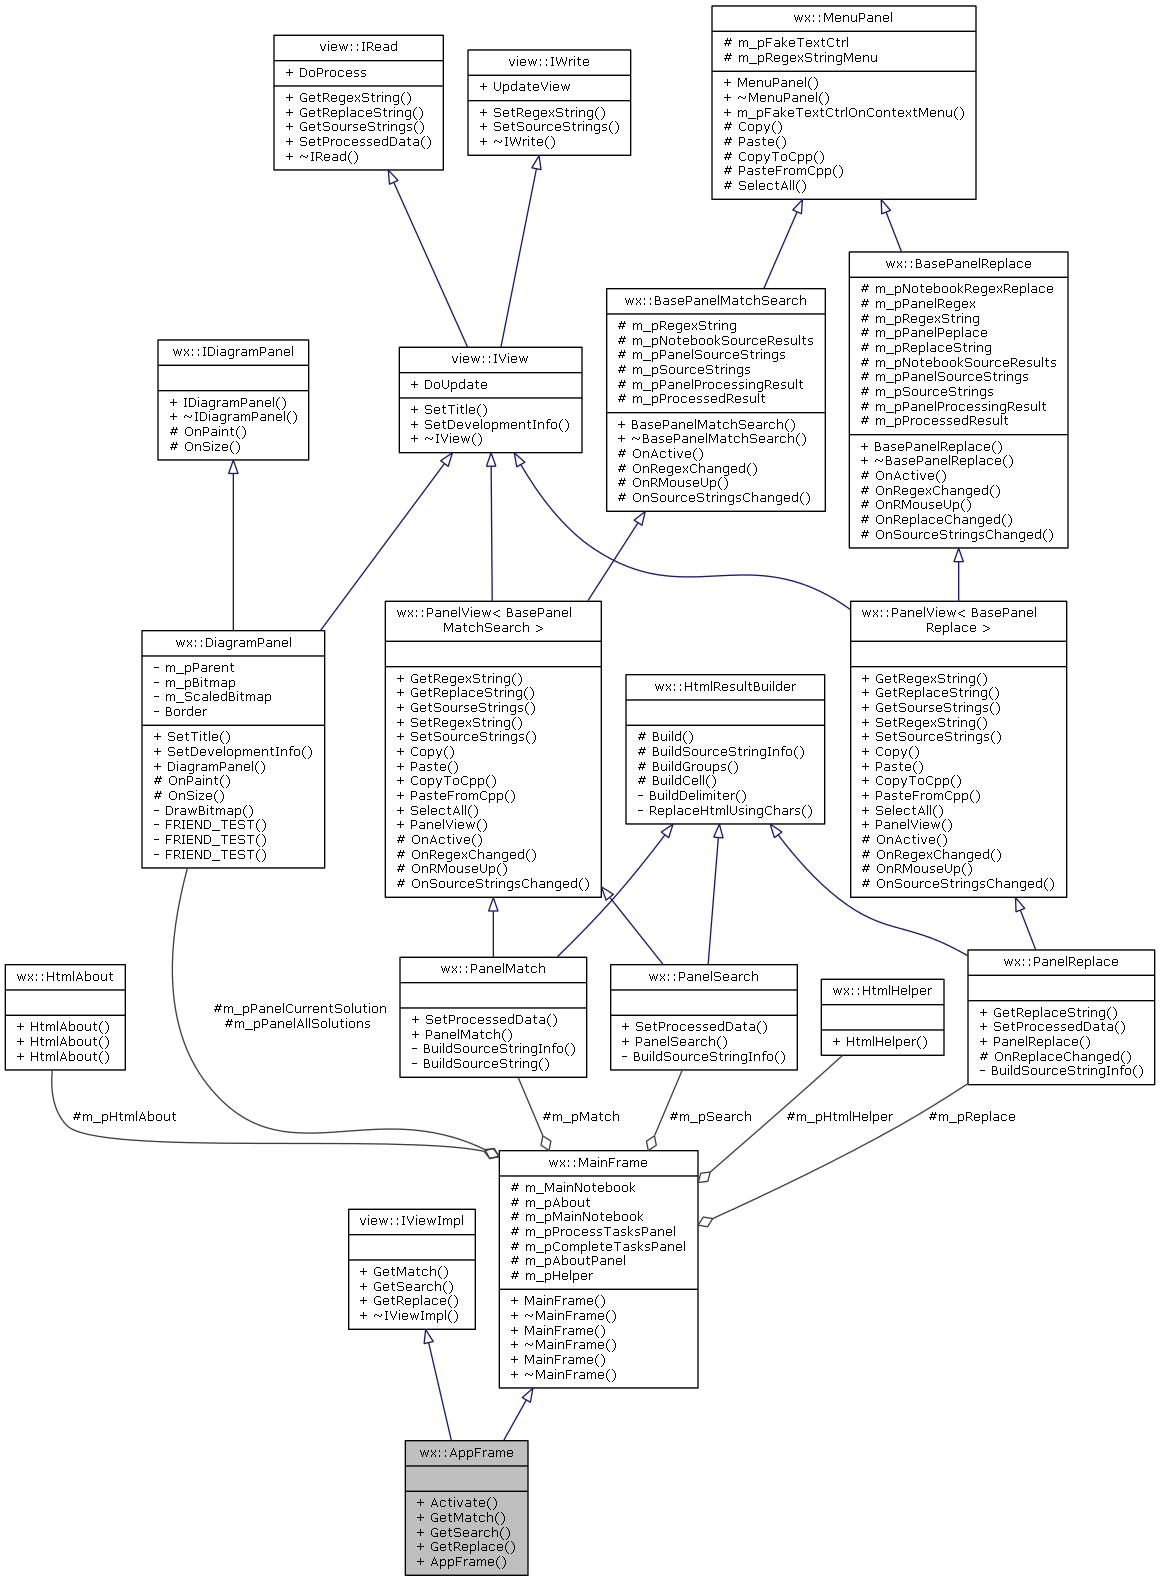 wx::MenuPanel
# m_pFakeTextCtrl
# m_pRegexStringMenu
+ MenuPanel()
+ ~MenuPanel()
+ m_pFakeTextCtrlOnContextMenu()
# Copy()
# Paste()
# CopyToCpp()
# PasteFromCpp()
# SelectAll()
view::IRead
+ DoProcess
+ GetRegexString()
+ GetReplaceString()
+ GetSourseStrings()
+ SetProcessedData()
+ ~IRead()
view::IWrite
+ UpdateView
+ SetRegexString()
+ SetSourceStrings()
+ ~IWrite()
wx::BasePanelReplace
# m_pNotebookRegexReplace
# m_pPanelRegex
# m_pRegexString
# m_pPanelPeplace
# m_pReplaceString
# m_pNotebookSourceResults
# m_pPanelSourceStrings
# m_pSourceStrings
# m_pPanelProcessingResult
# m_pProcessedResult
+ BasePanelReplace()
+ ~BasePanelReplace()
# OnActive()
# OnRegexChanged()
# OnRMouseUp()
# OnReplaceChanged()
# OnSourceStringsChanged()
wx::BasePanelMatchSearch
# m_pRegexString
# m_pNotebookSourceResults
# m_pPanelSourceStrings
# m_pSourceStrings
# m_pPanelProcessingResult
# m_pProcessedResult
+ BasePanelMatchSearch()
+ ~BasePanelMatchSearch()
# OnActive()
# OnRegexChanged()
# OnRMouseUp()
# OnSourceStringsChanged()
wx::IDiagramPanel
+ IDiagramPanel()
+ ~IDiagramPanel()
# OnPaint()
# OnSize()
view::IView
+ DoUpdate
+ SetTitle()
+ SetDevelopmentInfo()
+ ~IView()
wx::DiagramPanel
- m_pParent
- m_pBitmap
- m_ScaledBitmap
- Border
+ SetTitle()
+ SetDevelopmentInfo()
+ DiagramPanel()
# OnPaint()
# OnSize()
- DrawBitmap()
- FRIEND_TEST()
- FRIEND_TEST()
- FRIEND_TEST()
wx::PanelView< BasePanel
MatchSearch >
+ GetRegexString()
+ GetReplaceString()
+ GetSourseStrings()
+ SetRegexString()
+ SetSourceStrings()
+ Copy()
+ Paste()
+ CopyToCpp()
+ PasteFromCpp()
+ SelectAll()
+ PanelView()
# OnActive()
# OnRegexChanged()
# OnRMouseUp()
# OnSourceStringsChanged()
wx::HtmlResultBuilder
# Build()
# BuildSourceStringInfo()
# BuildGroups()
# BuildCell()
- BuildDelimiter()
- ReplaceHtmlUsingChars()
wx::PanelView< BasePanel
Replace >
+ GetRegexString()
+ GetReplaceString()
+ GetSourseStrings()
+ SetRegexString()
+ SetSourceStrings()
+ Copy()
+ Paste()
+ CopyToCpp()
+ PasteFromCpp()
+ SelectAll()
+ PanelView()
# OnActive()
# OnRegexChanged()
# OnRMouseUp()
# OnSourceStringsChanged()
wx::HtmlAbout
+ HtmlAbout()
+ HtmlAbout()
+ HtmlAbout()
#m_pPanelCurrentSolution
#m_pPanelAllSolutions
wx::PanelMatch
+ SetProcessedData()
+ PanelMatch()
- BuildSourceStringInfo()
- BuildSourceString()
wx::PanelSearch
+ SetProcessedData()
+ PanelSearch()
- BuildSourceStringInfo()
wx::HtmlHelper
+ HtmlHelper()
wx::PanelReplace
+ GetReplaceString()
+ SetProcessedData()
+ PanelReplace()
# OnReplaceChanged()
- BuildSourceStringInfo()
#m_pHtmlAbout
#m_pMatch
#m_pSearch
#m_pHtmlHelper
#m_pReplace
wx::MainFrame
# m_MainNotebook
# m_pAbout
# m_pMainNotebook
# m_pProcessTasksPanel
# m_pCompleteTasksPanel
# m_pAboutPanel
# m_pHelper
+ MainFrame()
+ ~MainFrame()
+ MainFrame()
+ ~MainFrame()
+ MainFrame()
+ ~MainFrame()
view::IViewImpl
+ GetMatch()
+ GetSearch()
+ GetReplace()
+ ~IViewImpl()
wx::AppFrame
+ Activate()
+ GetMatch()
+ GetSearch()
+ GetReplace()
+ AppFrame()